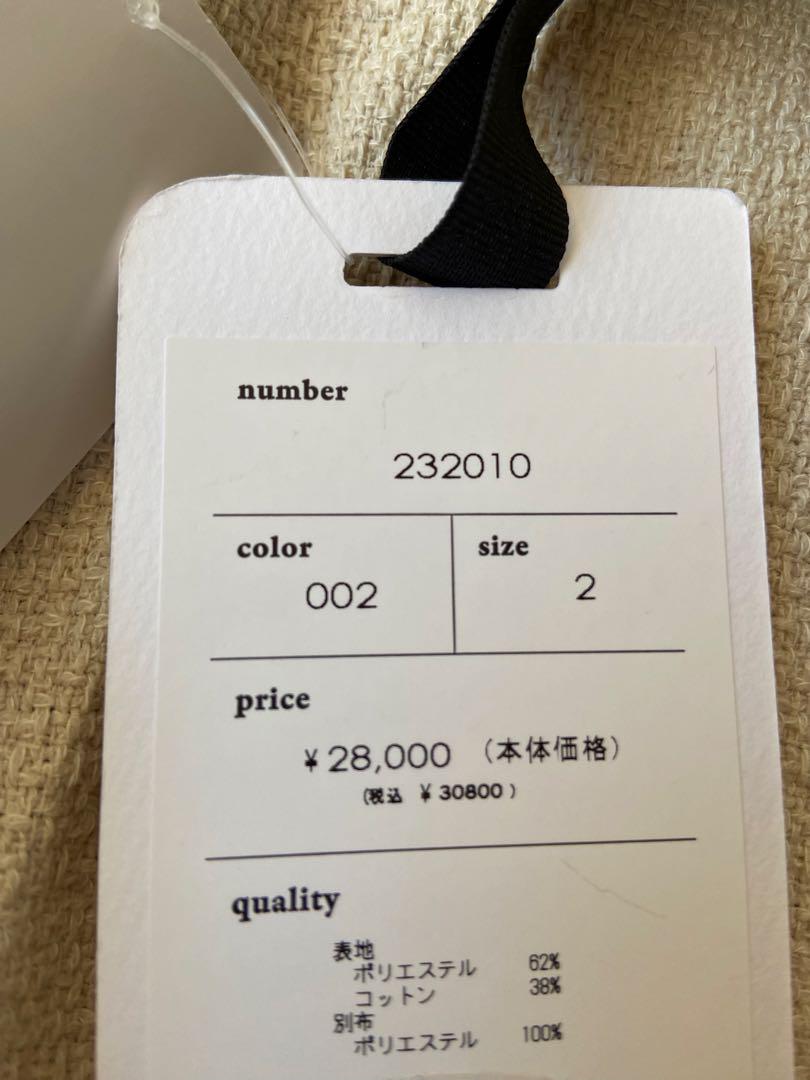 number
232010
color
size
002
2
price
¥28,000 (本体価格)
(税込 ¥30800)
quality
表地
ポリエステル 62%
コットン 38%
別布
ポリエステル 100%